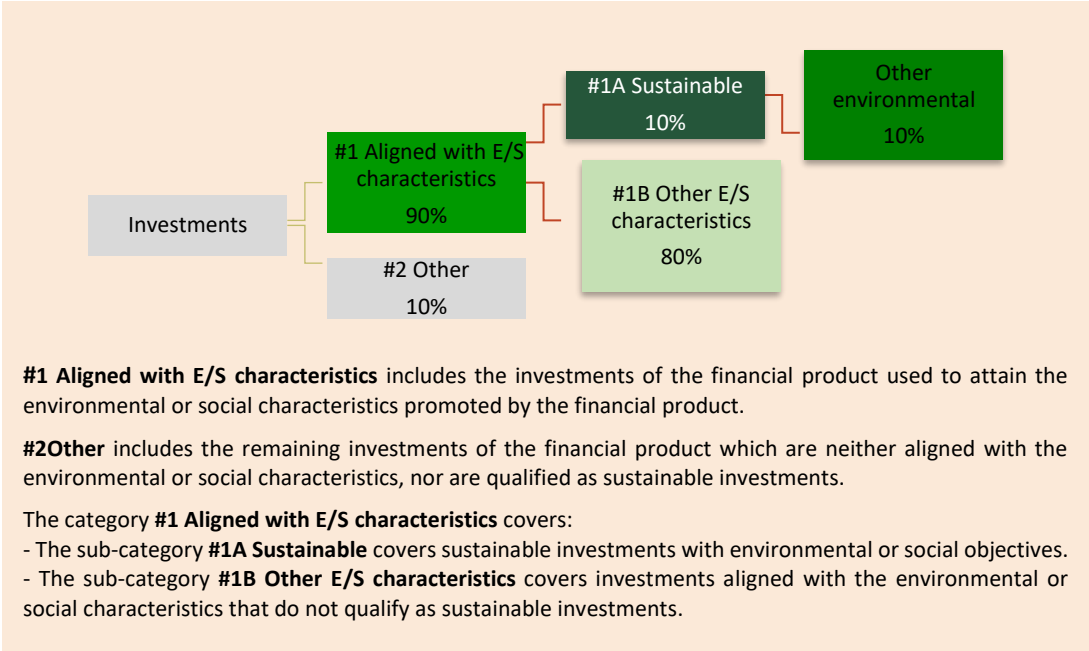 #1A Sustainable
10%
Other
environmental
10%
#1 Aligned with E/S
characteristics
90%
#1B Other E/S
characteristics
80%
Investments
#2 Other
10%
#1 Aligned with E/S characteristics includes the investments of the financial product used to attain the
environmental or social characteristics promoted by the financial product.
#2Other includes the remaining investments of the financial product which are neither aligned with the
environmental or social characteristics, nor are qualified as sustainable investments.
The category #1 Aligned with E/S characteristics covers:
- The sub-category #1A Sustainable covers sustainable investments with environmental or social objectives.
- The sub-category #1B Other E/S characteristics covers investments aligned with the environmental or
social characteristics that do not qualify as sustainable investments.